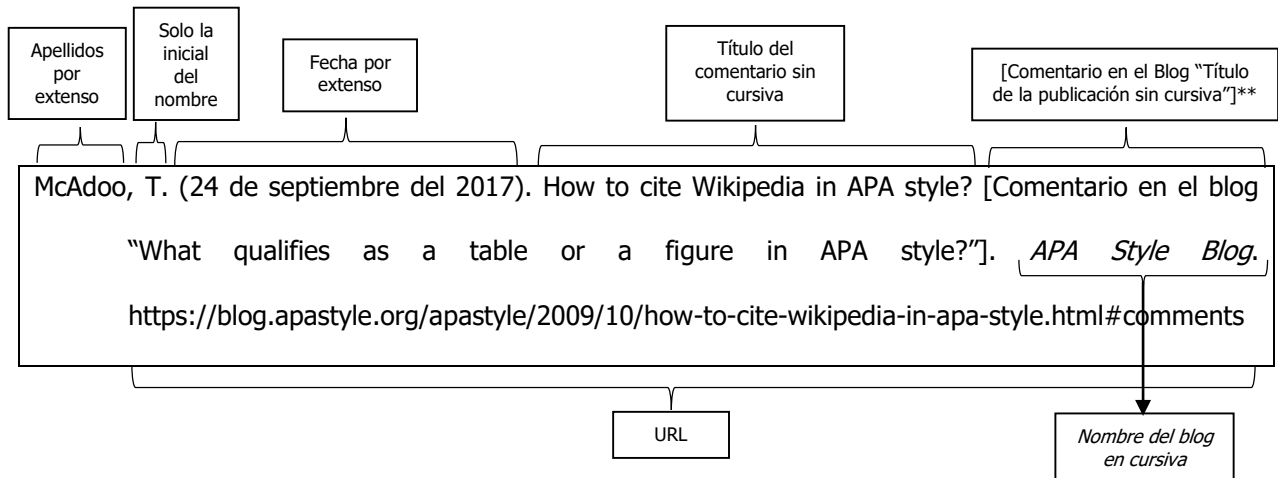 Apellidos
por
extenso
Solo la
inicial
del
nombre
Fecha por
extenso
Título del
comentario sin
cursiva
[Comentario en el Blog “Título
de la publicación sin cursiva”]**
McAdoo, T. (24 de septiembre del 2017). How to cite Wikipedia in APA style? [Comentario en el blog
“What qualifies as a table or a figure in APA style?”]. APA Style Blog.
https://blog.apastyle.org/apastyle/2009/10/how-to-cite-wikipedia-in-apa-style.html#comments
URL
Nombre del blog
en cursiva